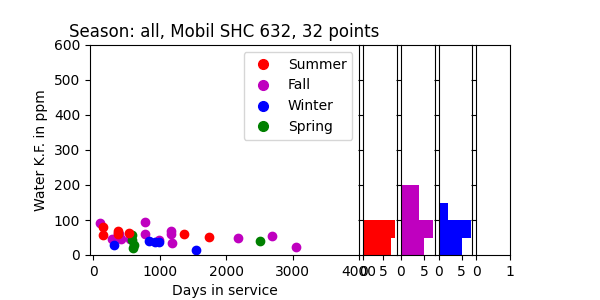 Season: all, Mobil SHC 632, 32 points
Water K.F. in ppm
600
500
400
300
200
100
0
Summer
Fall
Winter
Spring
0 1000 2000 3000 4000 0 5 0 5 0 5 0 1
Days in service